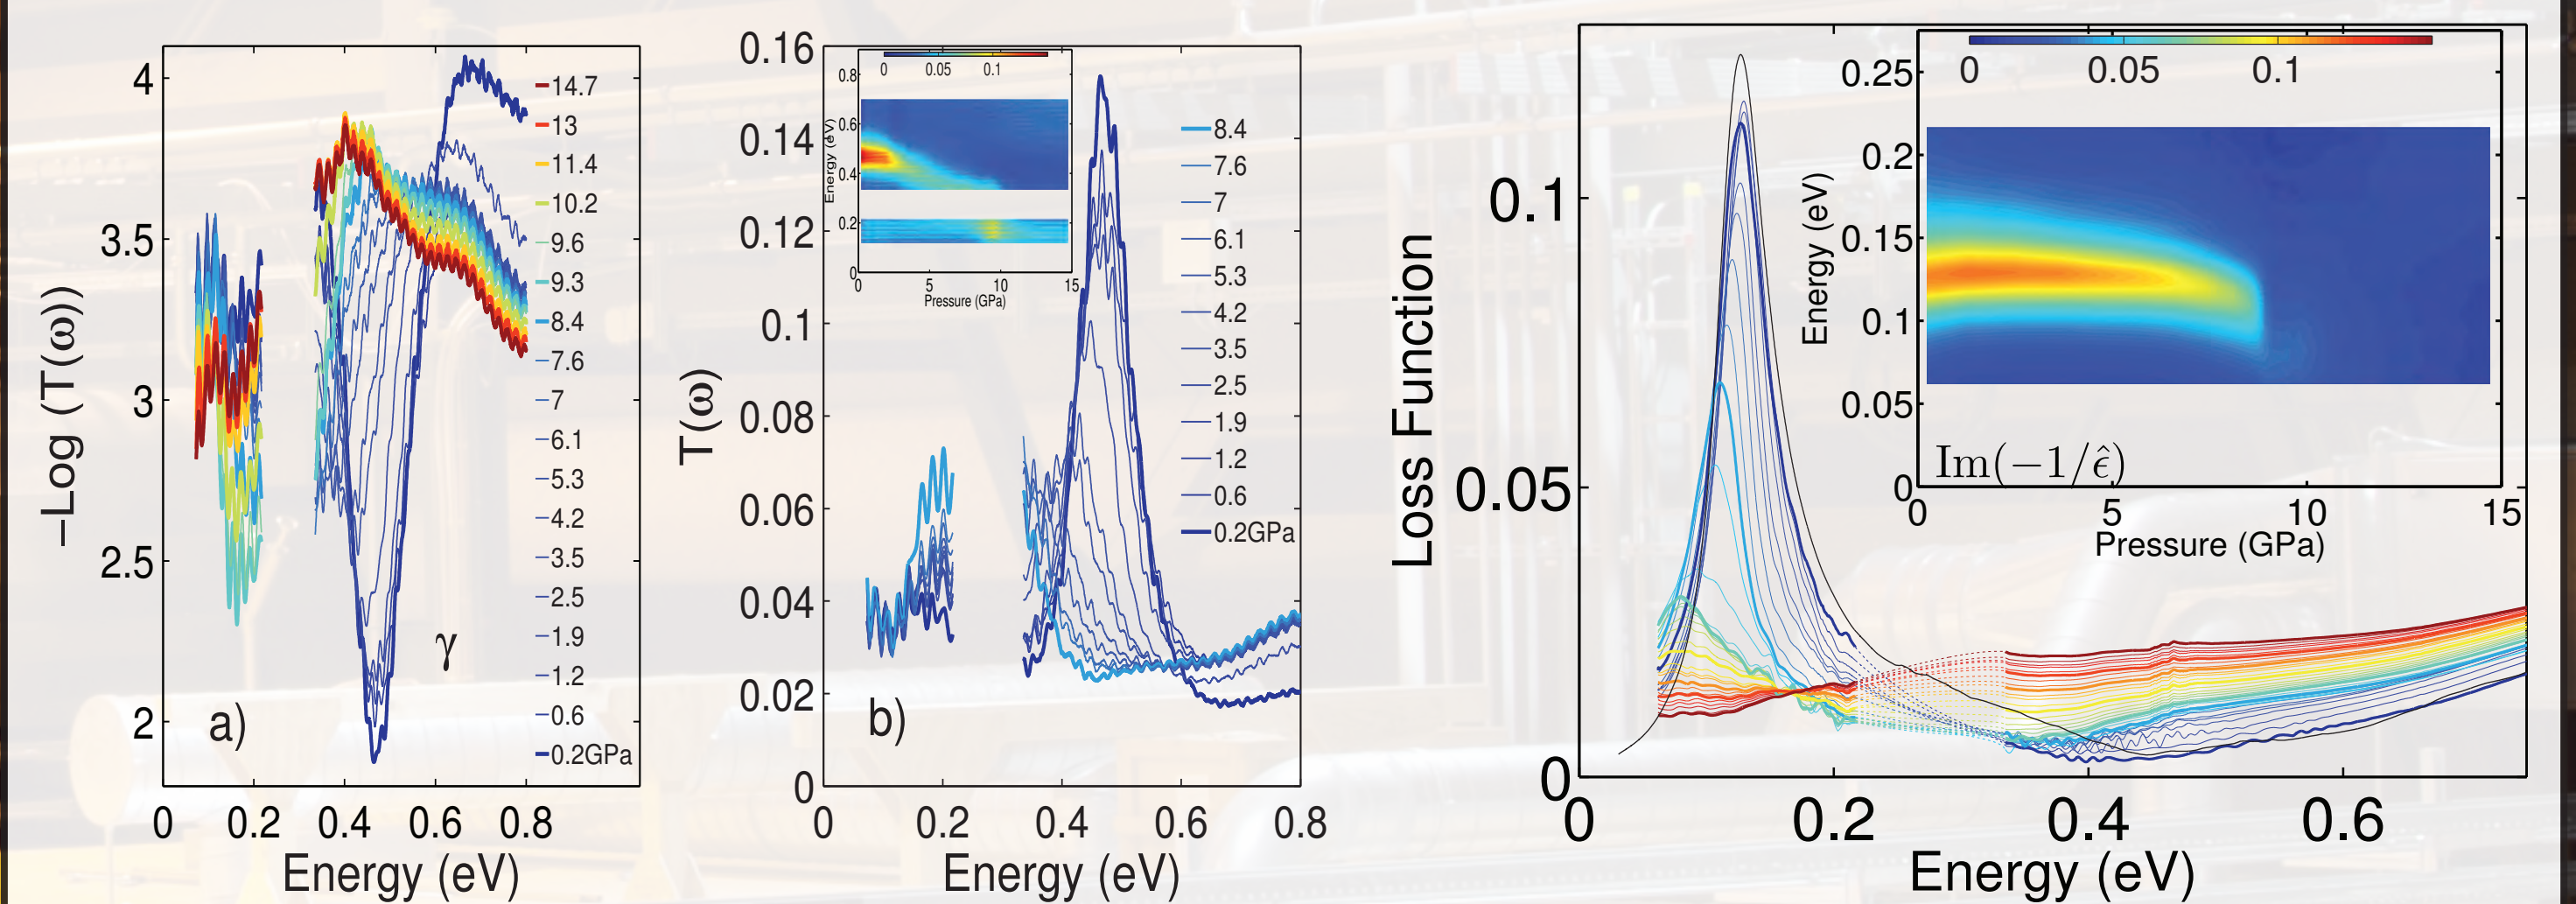 4
3.5
3
2.5
2
−Log (T(ω))
0 0.2 0.4 0.6 0.8
Energy (eV)
14.7
13
11.4
10.2
9.6
9.3
8.4
7.6
7
6.1
5.3
4.2
3.5
2.5
1.9
1.2
0.6
0.2GPa
γ
a)
0.16
0.14
0.12
0.1
0.08
0.06
0.04
0.02
0
T(ω)
0 0.2 0.4 0.6 0.8
Energy (eV)
0 0.05 0.1
0.8
0.6
0.4
0.2
0
Energy (eV)
0 5 10 15
Pressure (GPa)
8.4
7.6
7
6.1
5.3
4.2
3.5
2.5
1.9
1.2
0.6
0.2GPa
b)
0.1
0.05
0
Loss Function
0 0.2 0.4 0.6
Energy (eV)
0 0.05 0.1
0.25
0.2
0.15
0.1
0.05
0
Energy (eV)
Im(−1/ϵ̂)
0 5 10 15
Pressure (GPa)